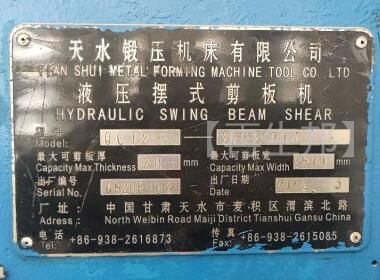 天水锻压机床有限公司
TIAN SHUI METAL FORMING MACHINE TOOL CO.,LTD
液压摆式剪板机
HYDRAULIC SWING BEAM SHEAR
型号
Model:
最大可剪板厚 最大可剪板宽
Capacity Max Thickness Capacity Max Width
出厂编号 出厂日期
Serial No. Date
厂址: 中国甘肃天水市麦积区渭滨北路
Adress: North Weibin Road Maiji District Tianshui Gansu China
电话 传真
Tel.: +86-938-2616873 Fax: +86-938-2615085